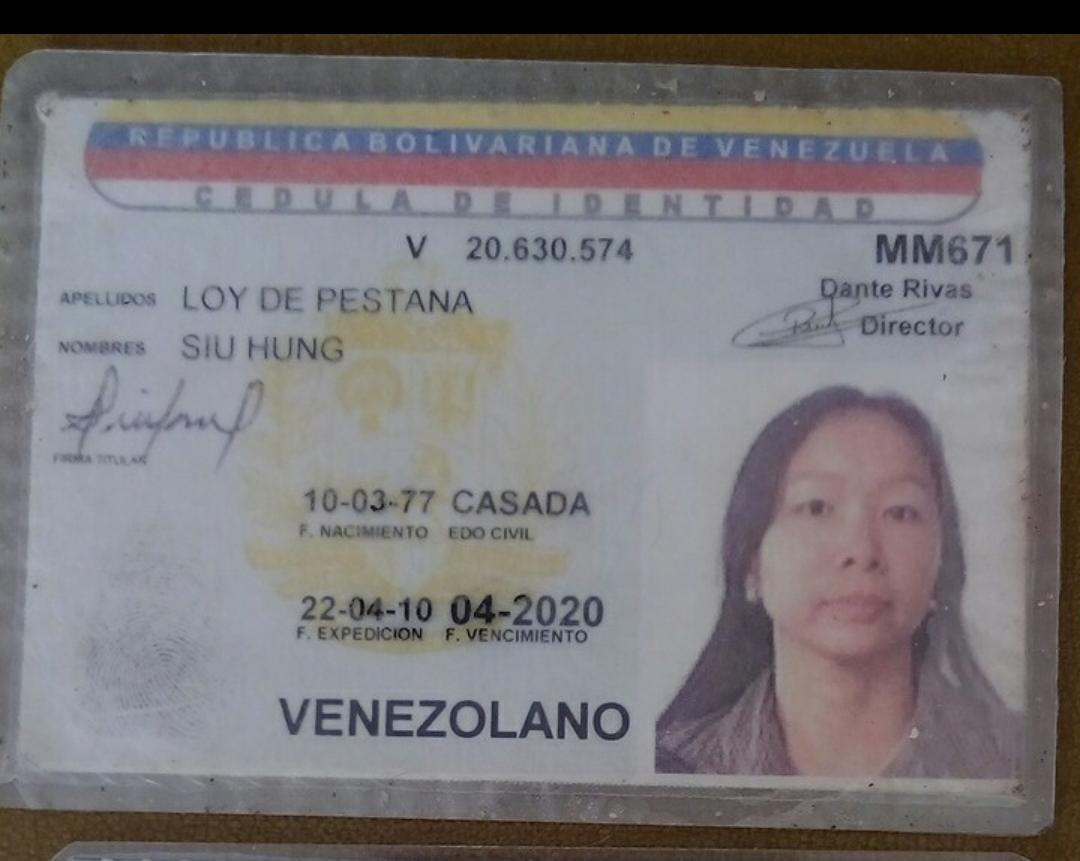 REPUBLICA BOLIVARIANA DE VENEZUELA
CEDULA DE IDENTIDAD
V 20.630.574 MM671
Dante Rivas
Director
APELLIDOS LOY DE PESTANA
NOMBRES SIU HUNG
FIRMA TITULAR
10-03-77 CASADA
F. NACIMIENTO EDO CIVIL
22-04-10 04-2020
F. EXPEDICION F. VENCIMIENTO
VENEZOLANO